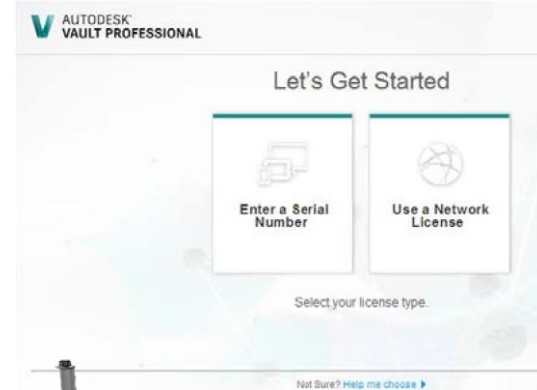 AUTODESK®
VAULT PROFESSIONAL
Let's Get Started
Enter a Serial
Number
Use a Network
License
Select your license type.
Not Sure? Help me choose